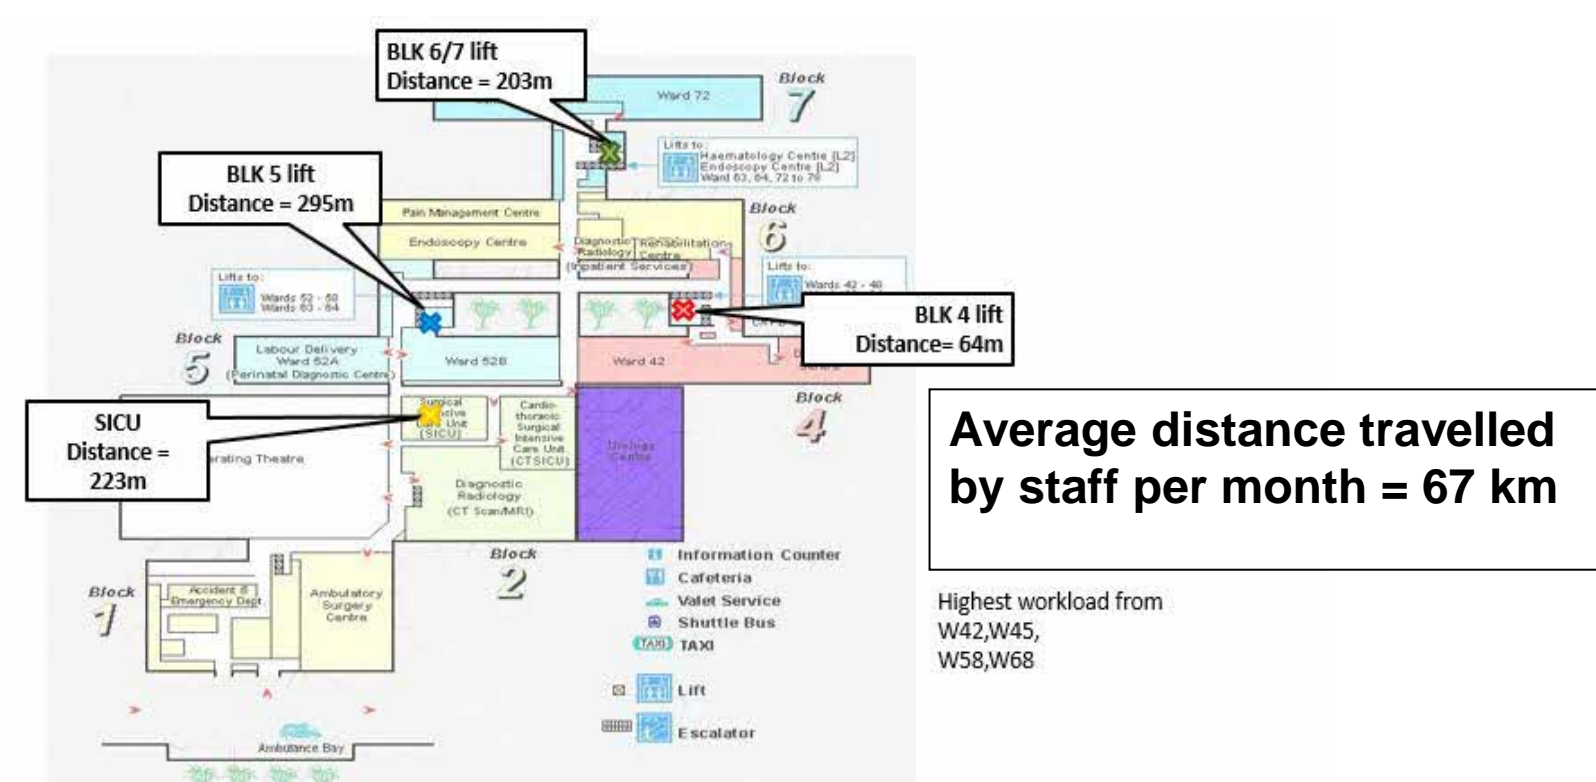 BLK 6/7 lift
Distance = 203m
Block
7
Ward 72
Lifts to:
Haematology Centre [L2]
Endoscopy Centre [L2]
Ward 63, 64, 72 to 78
BLK 5 lift
Distance = 295m
Pain Management Centre
Block
6
Endoscopy Centre
Diagnostic
Radiology
Rehabilitation
Centre
(Inpatient Services)
Lifts to:
Wards 52 - 58
Wards 63 - 64
Lifts to:
Wards 42 - 48
BLK 4 lift
Distance= 64m
Block
5
Labour Delivery
Ward 52A
(Perinatal Diagnostic Centre)
Ward 52B
Ward 42
Block
4
SICU
Distance =
223m
Surgical
Care Unit
(SICU)
Cardio-
thoracic
Surgical
Intensive
Care Unit
(CTSICU)
Urology
Centre
Theatre
Diagnostic
Radiology
(CT Scan/MRI)
Average distance travelled
by staff per month = 67 km
Block
2
Block
1
Accident &
Emergency Dept
Ambulatory
Surgery
Centre
Information Counter
Cafeteria
Valet Service
Shuttle Bus
TAXI TAXI
Lift
Escalator
Ambulance Bay
Highest workload from
W42,W45,
W58,W68